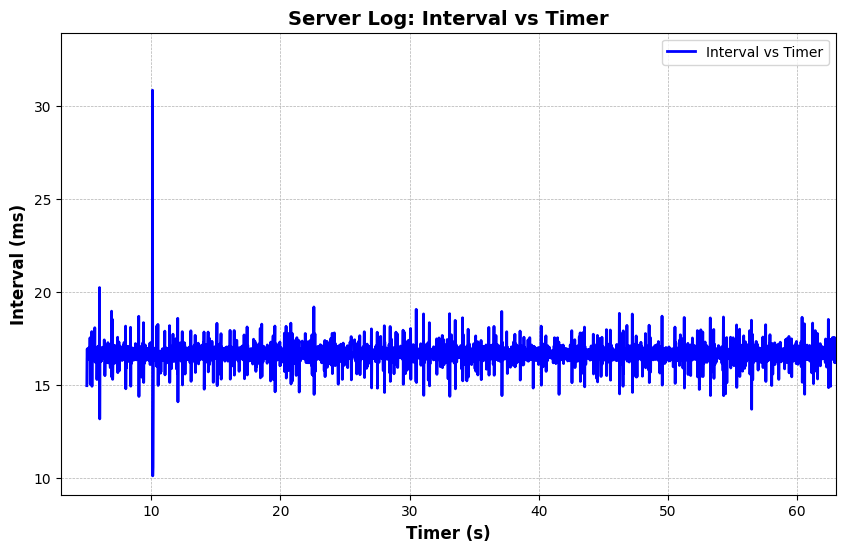 Server Log: Interval vs Timer
Interval vs Timer
30
25
20
15
10
Interval (ms)
10 20 30 40 50 60
Timer (s)